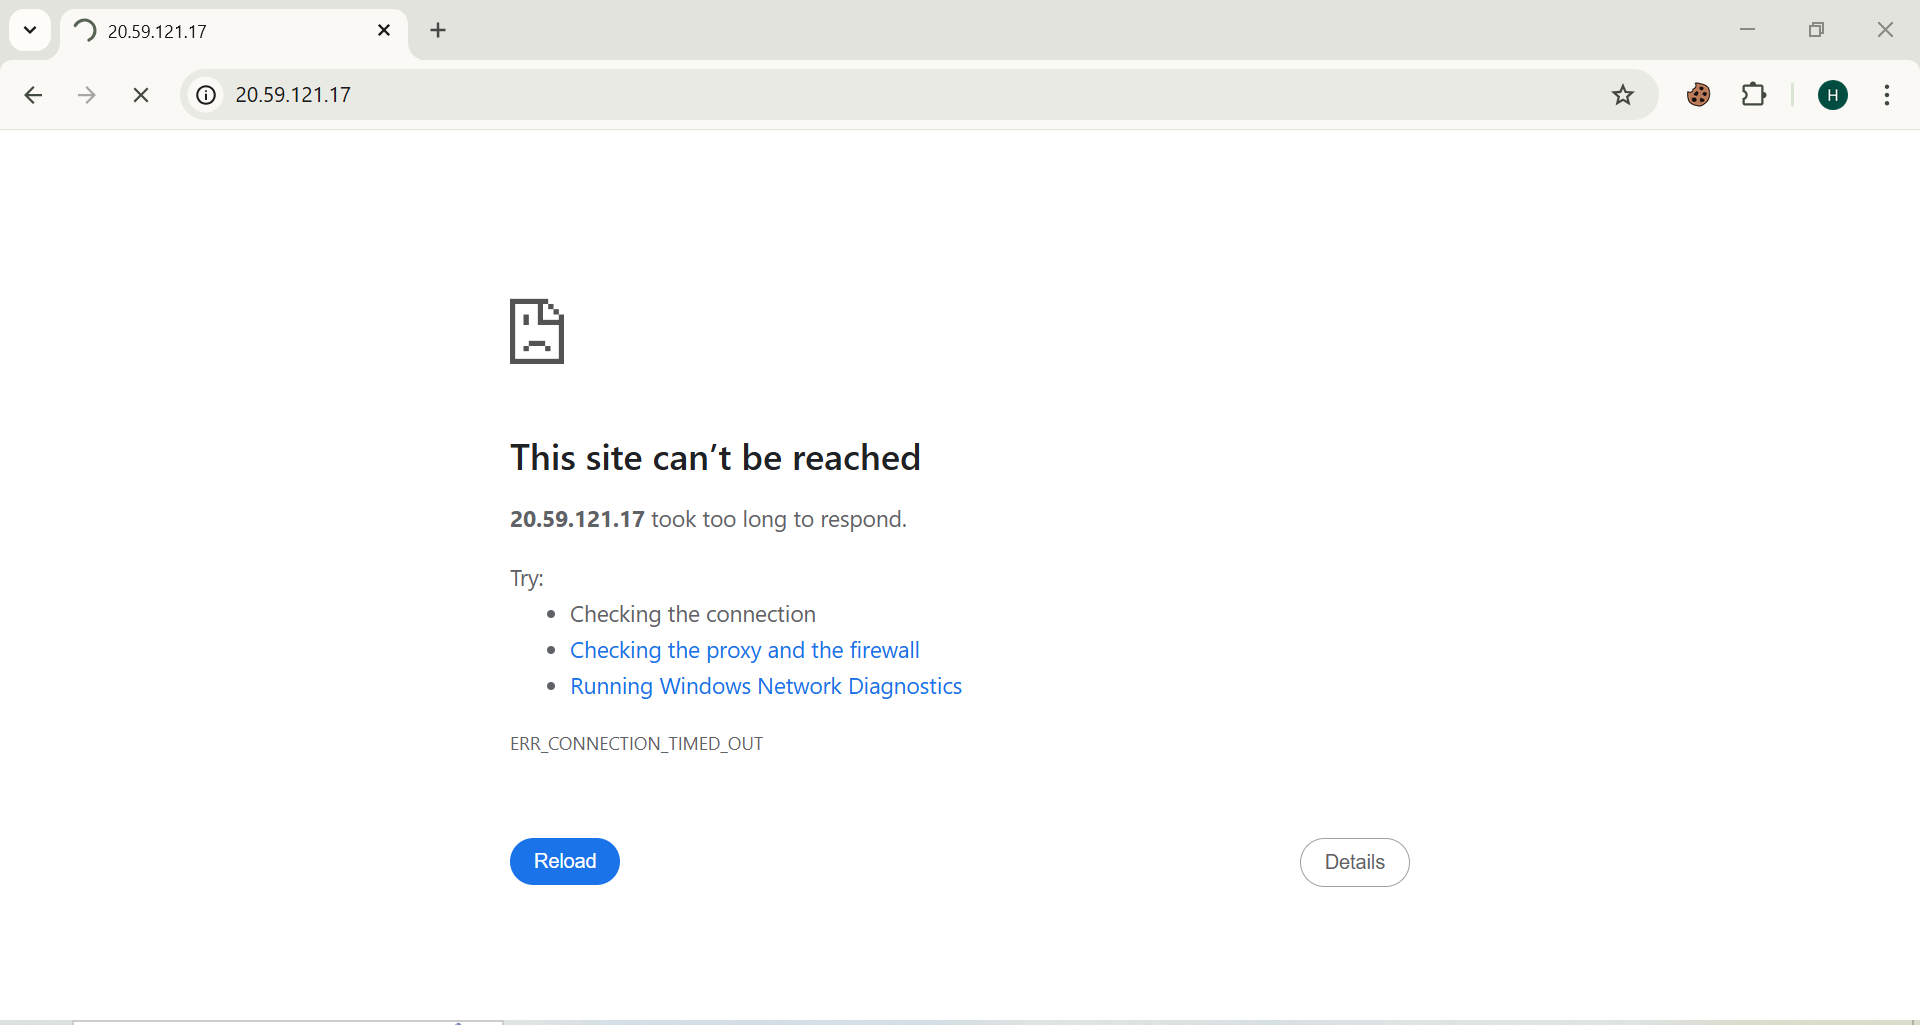 20.59.121.17
20.59.121.17
H
This site can’t be reached
20.59.121.17 took too long to respond.
Try:
Checking the connection
Checking the proxy and the firewall
Running Windows Network Diagnostics
ERR_CONNECTION_TIMED_OUT
Reload
Details